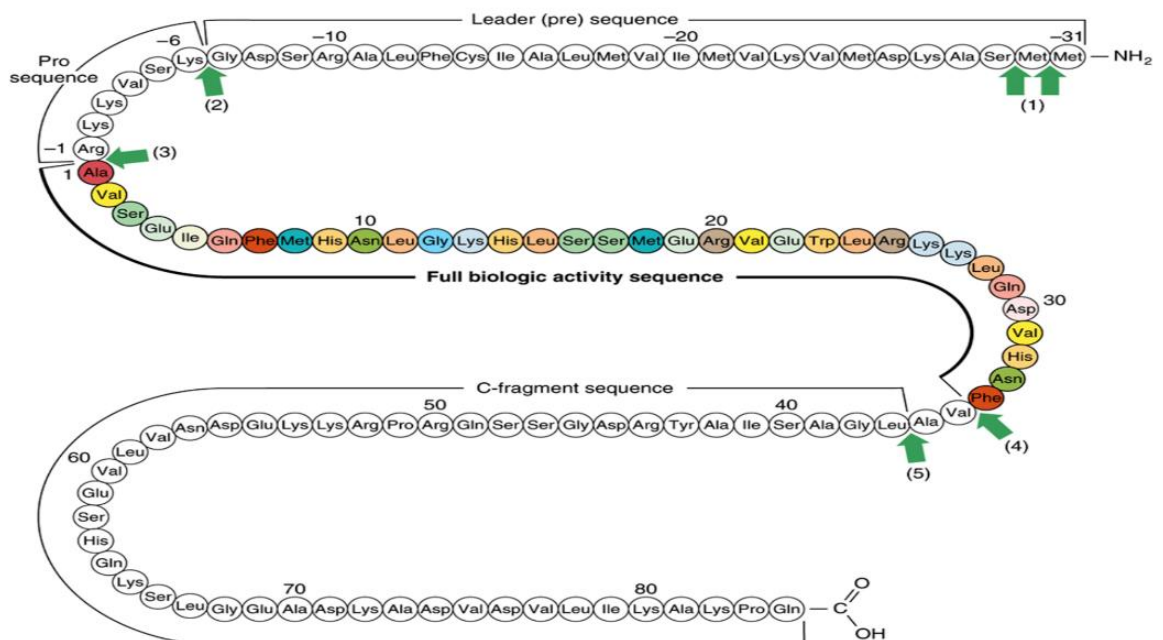 Leader (pre) sequence
−6 −10 −20 −31
Pro
sequence
Lys Gly Asp Ser Arg Ala Leu Phe Cys Ile Ala Leu Met Val Ile Met Val Lys Val Met Asp Lys Ala Ser Met Met — NH2
Ser
Val
(2) (1)
Lys
Lys
−1 Arg (3)
1 Ala
Val
Ser
Glu
10 20
Ile Gln Phe Met His Asn Leu Gly Lys His Leu Ser Ser Met Glu Arg Val Glu Trp Leu Arg Lys
Lys
Leu
Full biologic activity sequence
Gln
30
Asp
Val
His
Asn
Phe
C-fragment sequence
50 40
Asn Asp Glu Lys Lys Arg Pro Arg Gln Ser Ser Gly Asp Arg Tyr Ala Ile Ser Ala Gly Leu Ala Val
(4)
(5)
Val
Leu
60
Val
Glu
Ser
His
Gln
Lys
Ser
70 80
Leu Gly Glu Ala Asp Lys Ala Asp Val Asp Val Leu Ile Lys Ala Lys Pro Gln — C
O
OH